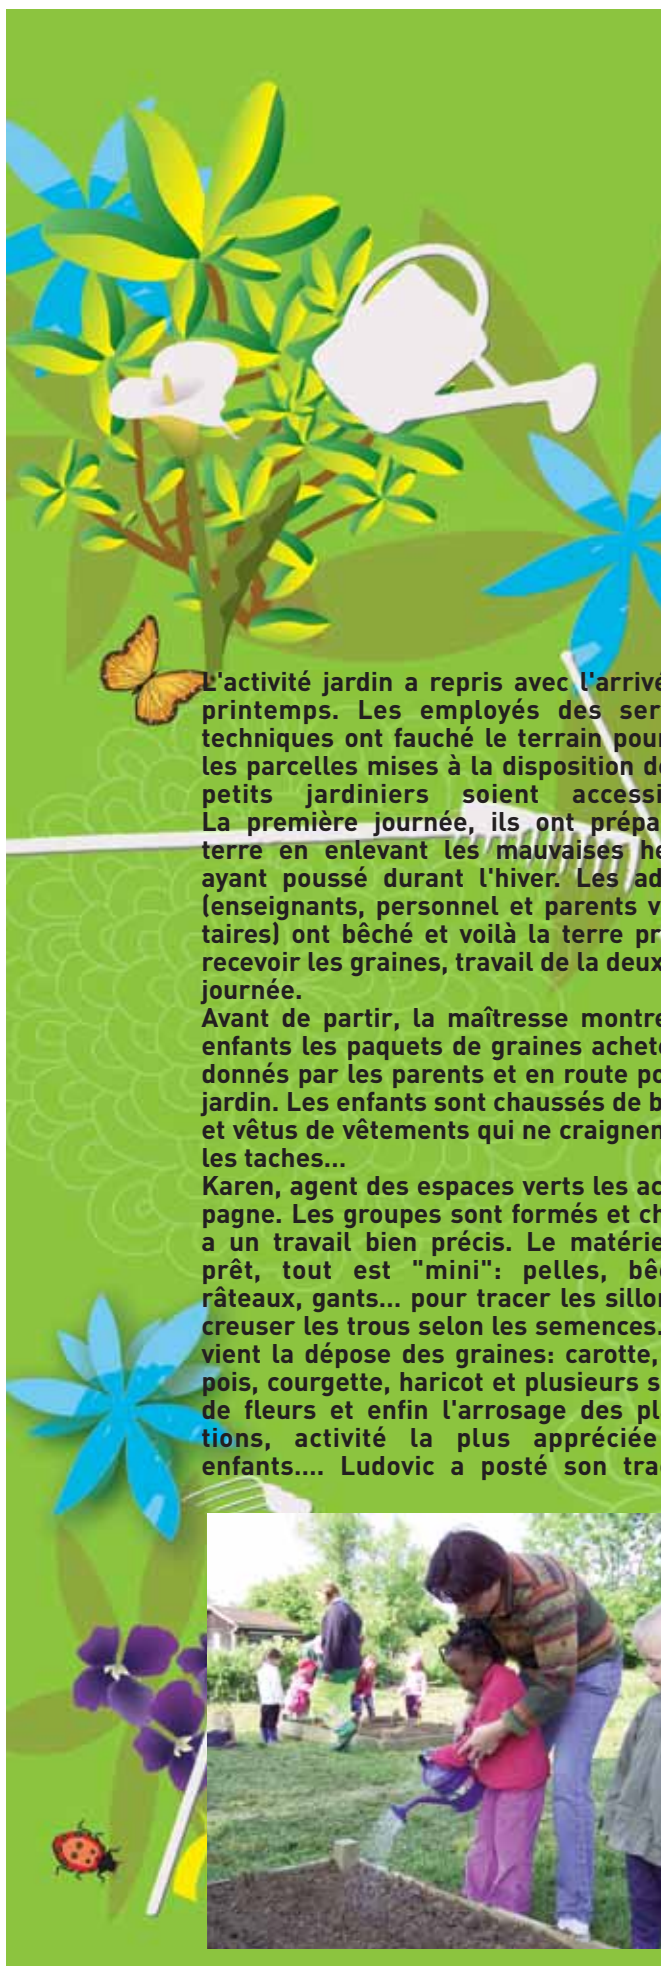 L'activité jardin a repris avec l'arrivé
printemps. Les employés des ser
techniques ont fauché le terrain pour
les parcelles mises à la disposition de
petits jardiniers soient accessi
La première journée, ils ont prépa
terre en enlevant les mauvaises he
ayant poussé durant l'hiver. Les ad
(enseignants, personnel et parents v
taires) ont bêché et voilà la terre pr
recevoir les graines, travail de la deux
journée.
Avant de partir, la maîtresse montre
enfants les paquets de graines acheté
donnés par les parents et en route po
jardin. Les enfants sont chaussés de b
et vêtus de vêtements qui ne craignen
les taches...
Karen, agent des espaces verts les ac
pagne. Les groupes sont formés et ch
a un travail bien précis. Le matérie
prêt, tout est "mini": pelles, bê
râteaux, gants... pour tracer les sillon
creuser les trous selon les semences.
vient la dépose des graines: carotte,
pois, courgette, haricot et plusieurs s
de fleurs et enfin l'arrosage des pl
tions, activité la plus appréciée
enfants.... Ludovic a posté son tra